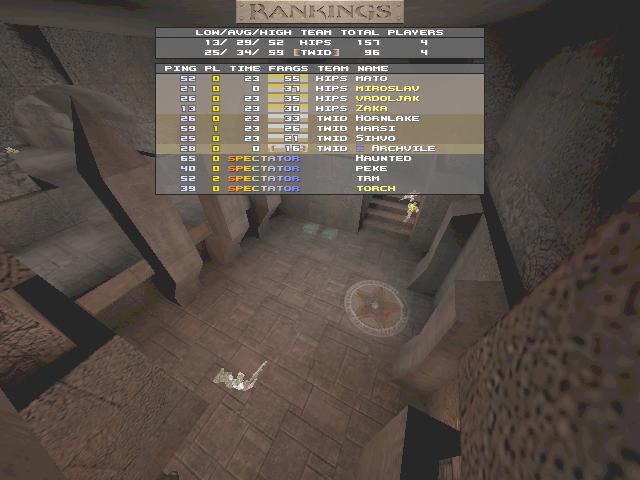 RANKINGS
LOW/AVG/HIGH TEAM TOTAL PLAYERS
13/ 29/ 52 HIPS 157 4
25/ 34/ 59 [TWID] 96 4
PING PL TIME FRAGS TEAM NAME
52 0 23 55 HIPS MATO
27 0 0 37 HIPS MIROSLAV
26 0 23 35 HIPS VRDOLJAK
13 0 23 30 HIPS ZAKA
26 0 23 33 TWID HORNLAKE
59 1 23 26 TWID HARSI
25 0 23 21 TWID SIHVO
28 0 0 [16] TWID ARCHVILE
65 0 SPECTATOR HAUNTED
40 0 SPECTATOR PEKE
52 2 SPECTATOR TRM
39 0 SPECTATOR TORCH